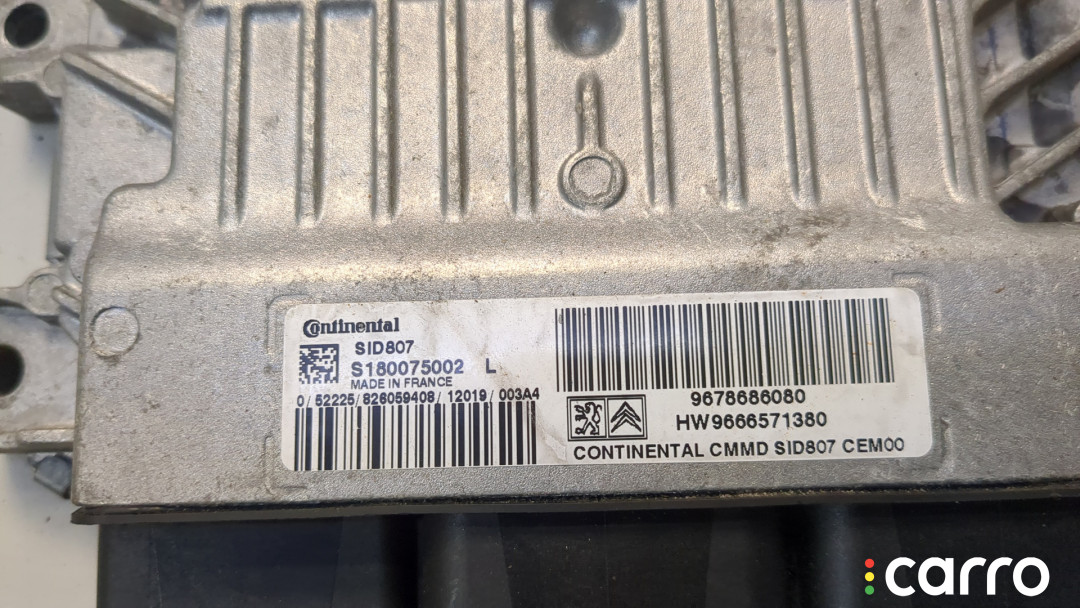 Continental
SID807
S180075002 L
MADE IN FRANCE
0/52225/826059408/12019/003A4
9678686080
HW9666571380
CONTINENTAL CMMD SID807 CEM00
carro